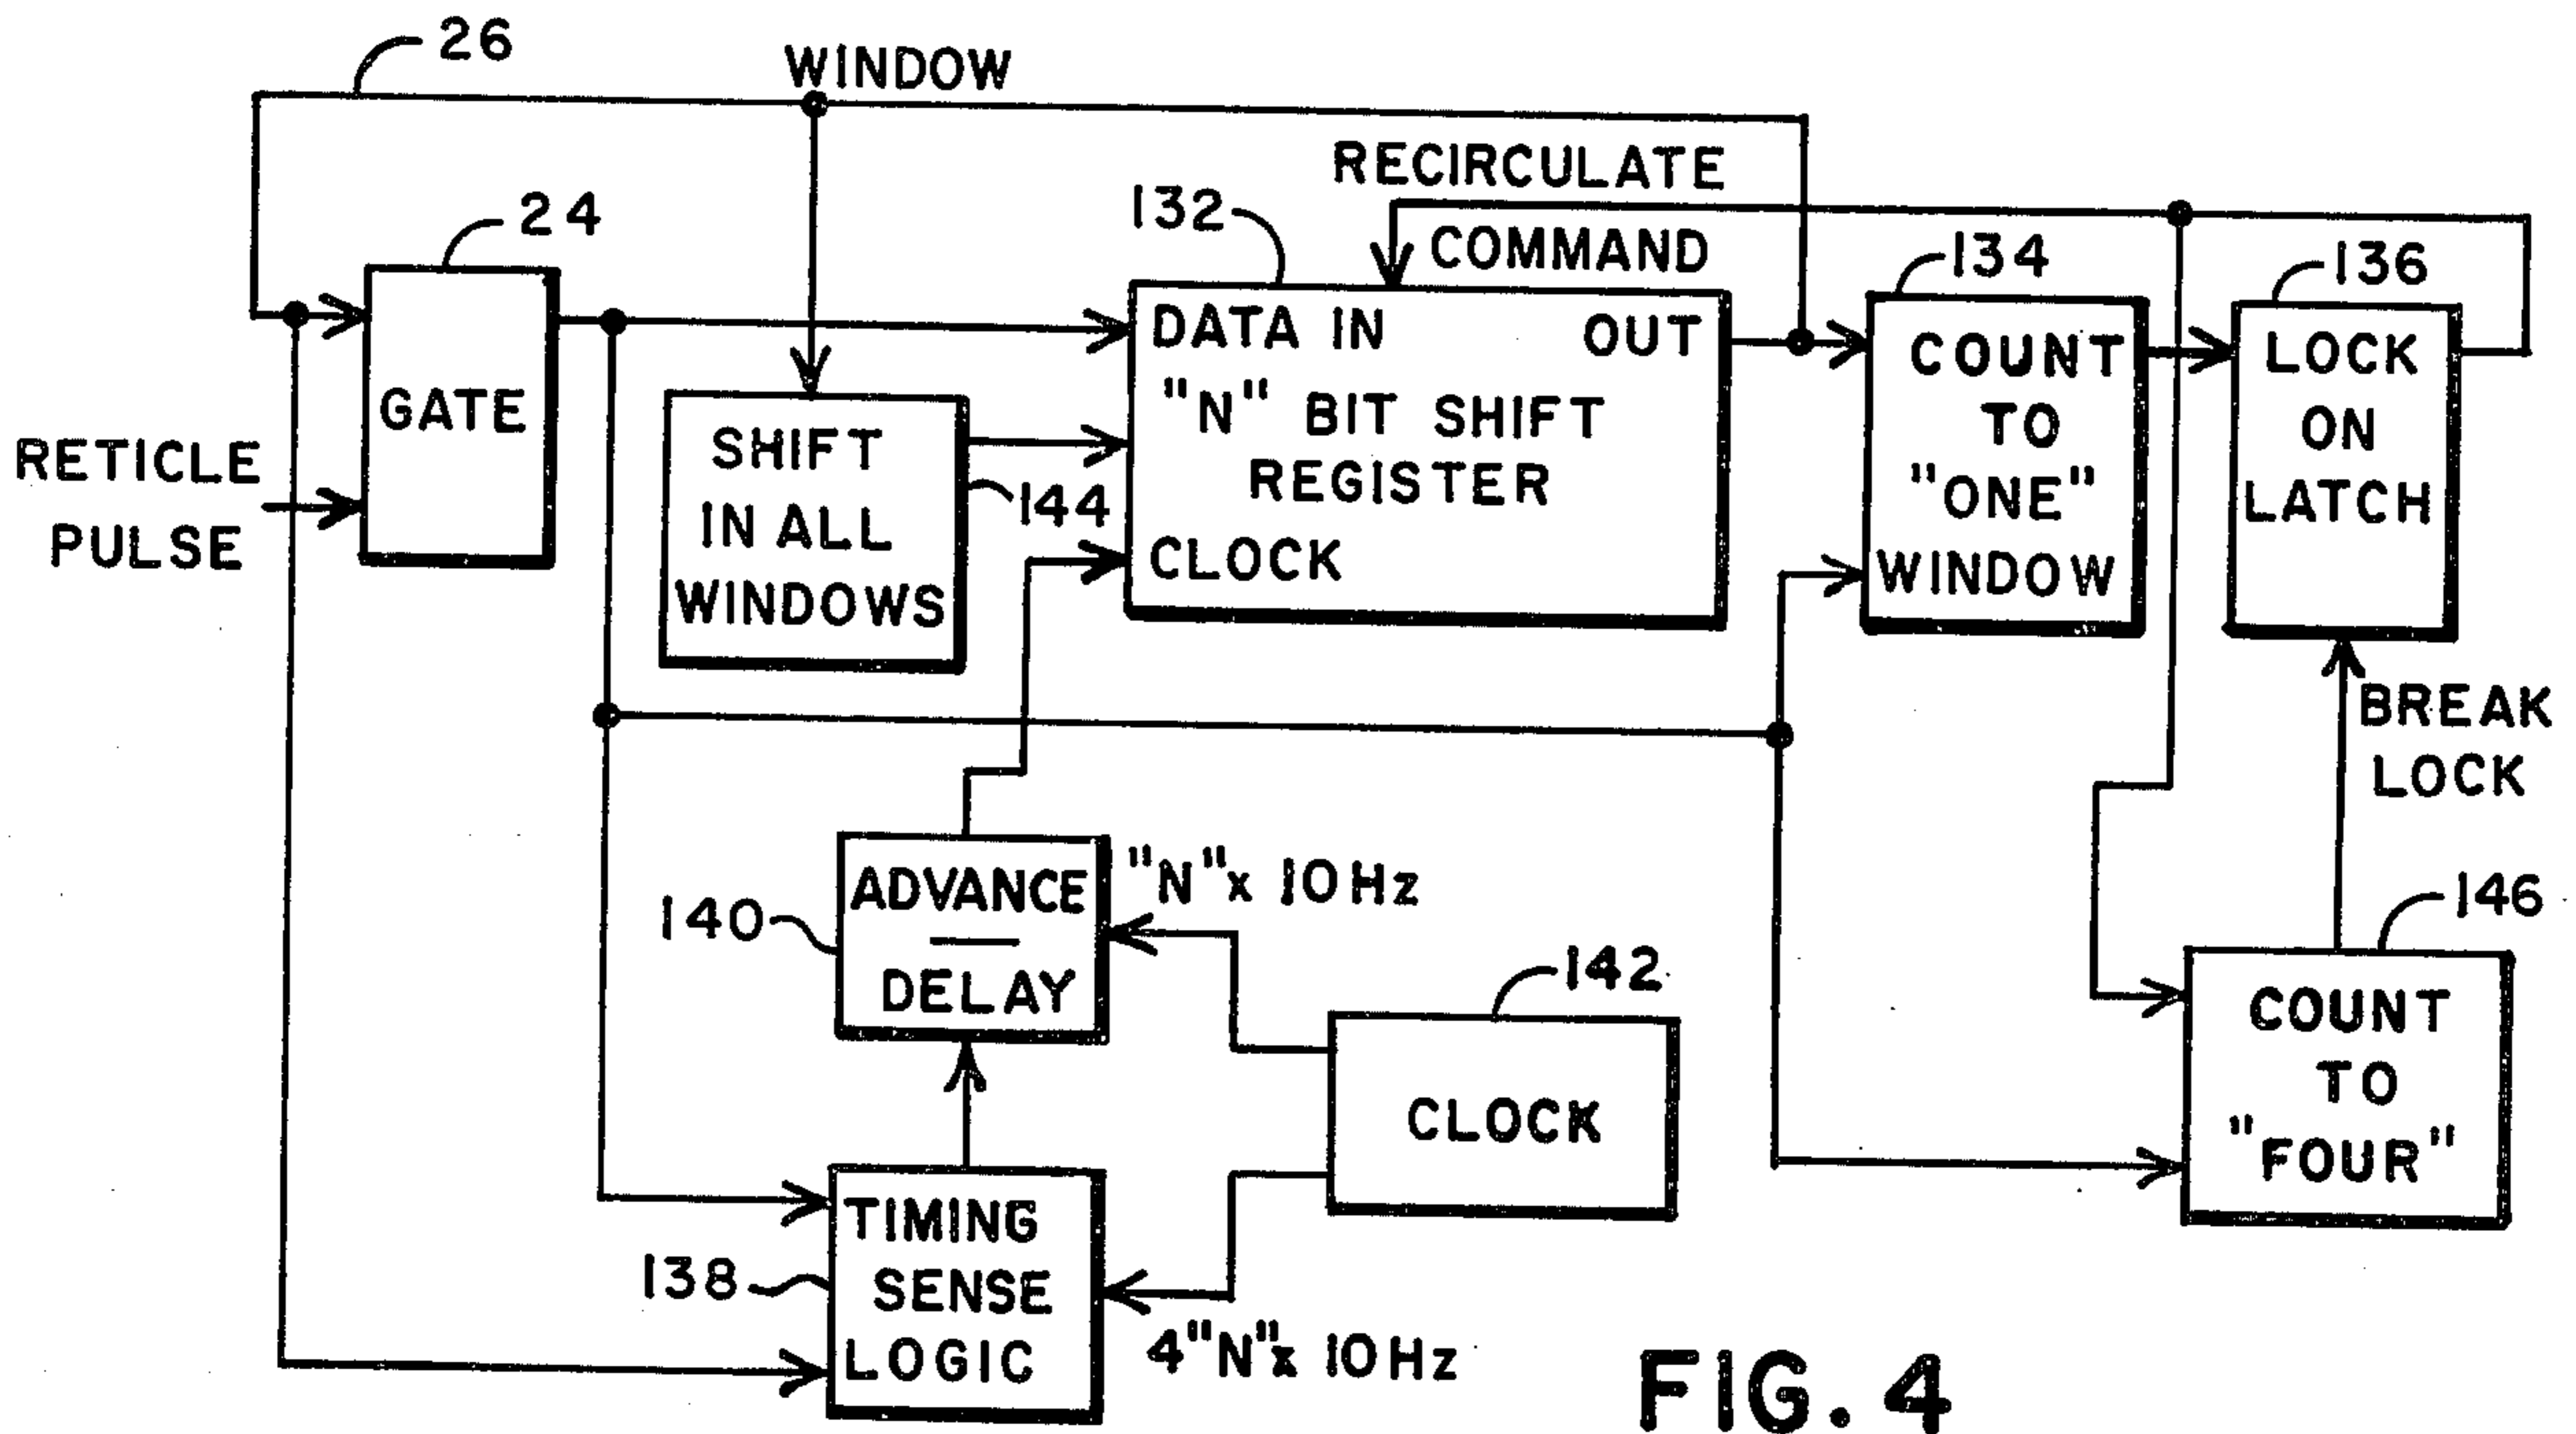 26
WINDOW
RECIRCULATE
COMMAND
24
132
134
136
GATE
RETICLE
PULSE
SHIFT
IN ALL
WINDOWS
144
DATA IN OUT
"N" BIT SHIFT
REGISTER
CLOCK
COUNT
TO
"ONE"
WINDOW
LOCK
ON
LATCH
BREAK
LOCK
140
ADVANCE
DELAY
"N"x 10Hz
142
CLOCK
146
COUNT
TO
"FOUR"
138
TIMING
SENSE
LOGIC
4"N"x 10Hz
FIG. 4